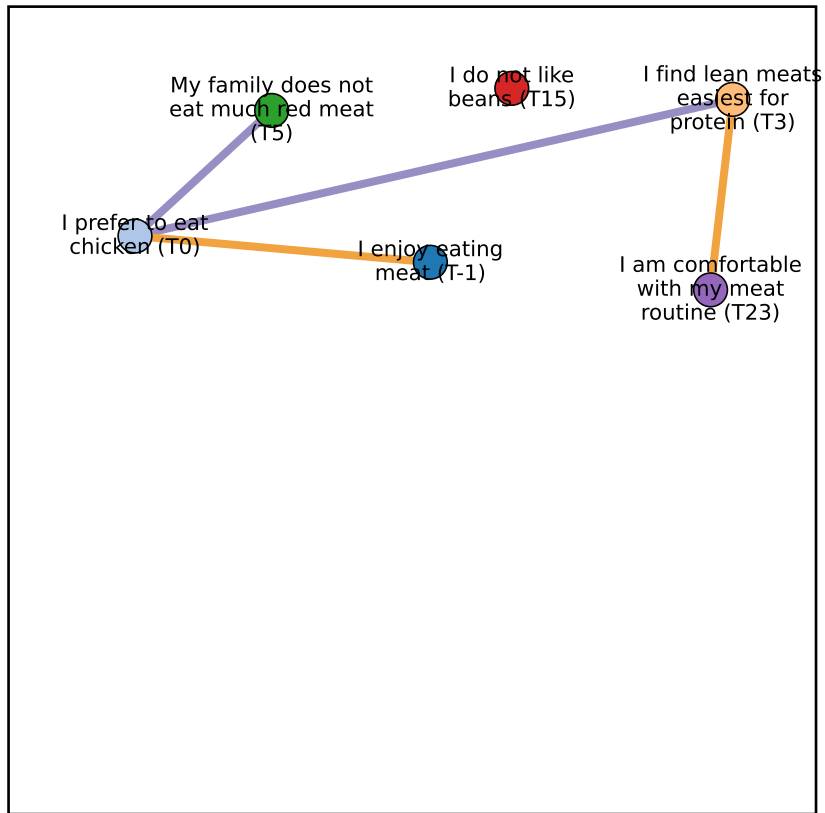 My family does not
eat much red meat
(T5)
I do not like
beans (T15)
I find lean meats
easiest for
protein (T3)
I prefer to eat
chicken (T0)
I enjoy eating
meat (T-1)
I am comfortable
with my meat
routine (T23)